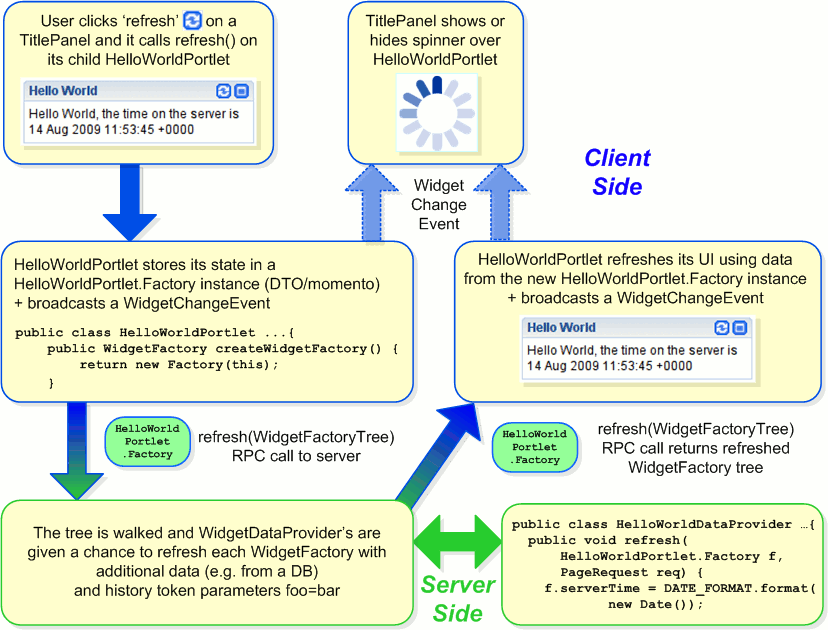 User clicks ‘refresh’ on a
TitlePanel and it calls refresh() on
its child HelloWorldPortlet
Hello World
Hello World, the time on the server is
14 Aug 2009 11:53:45 +0000
TitlePanel shows or
hides spinner over
HelloWorldPortlet
Client
Side
Widget
Change
Event
HelloWorldPortlet stores its state in a
HelloWorldPortlet.Factory instance (DTO/momento)
+ broadcasts a WidgetChangeEvent
public class HelloWorldPortlet ...{
public WidgetFactory createWidgetFactory() {
return new Factory(this);
}
HelloWorldPortlet refreshes its UI using data
from the new HelloWorldPortlet.Factory instance
+ broadcasts a WidgetChangeEvent
Hello World
Hello World, the time on the server is
14 Aug 2009 11:53:45 +0000
HelloWorld
Portlet
.Factory
refresh(WidgetFactoryTree)
RPC call to server
HelloWorld
Portlet
.Factory
refresh(WidgetFactoryTree)
RPC call returns refreshed
WidgetFactory tree
The tree is walked and WidgetDataProvider’s are
given a chance to refresh each WidgetFactory with
additional data (e.g. from a DB)
and history token parameters foo=bar
Server
Side
public class HelloWorldDataProvider …{
public void refresh(
HelloWorldPortlet.Factory f,
PageRequest req) {
f.serverTime = DATE_FORMAT.format(
new Date());